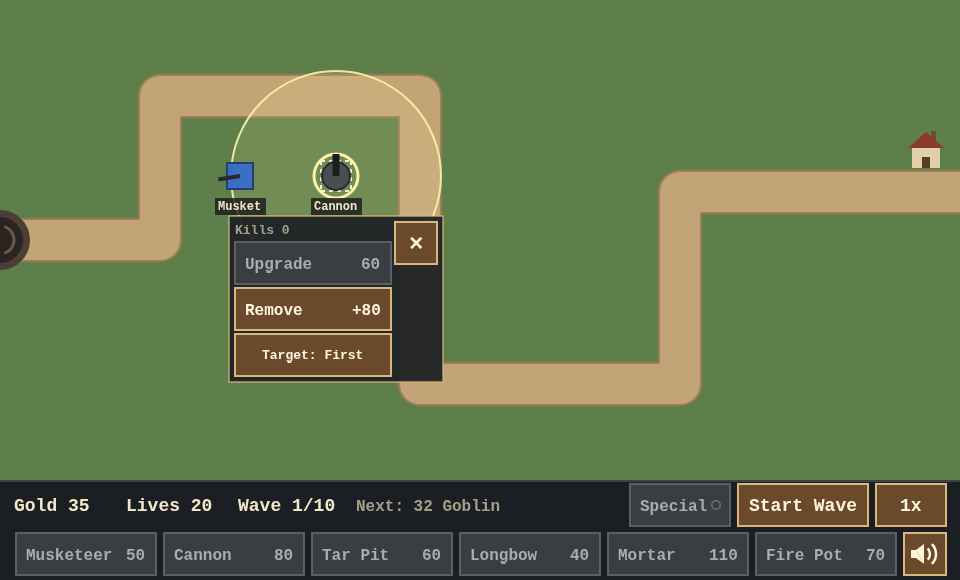 Musket
Cannon
Kills 0
×
Upgrade 60
Remove +80
Target: First
Gold 35
Lives 20
Wave 1/10
Next: 32 Goblin
Special
Start Wave
1x
Musketeer 50
Cannon 80
Tar Pit 60
Longbow 40
Mortar 110
Fire Pot 70